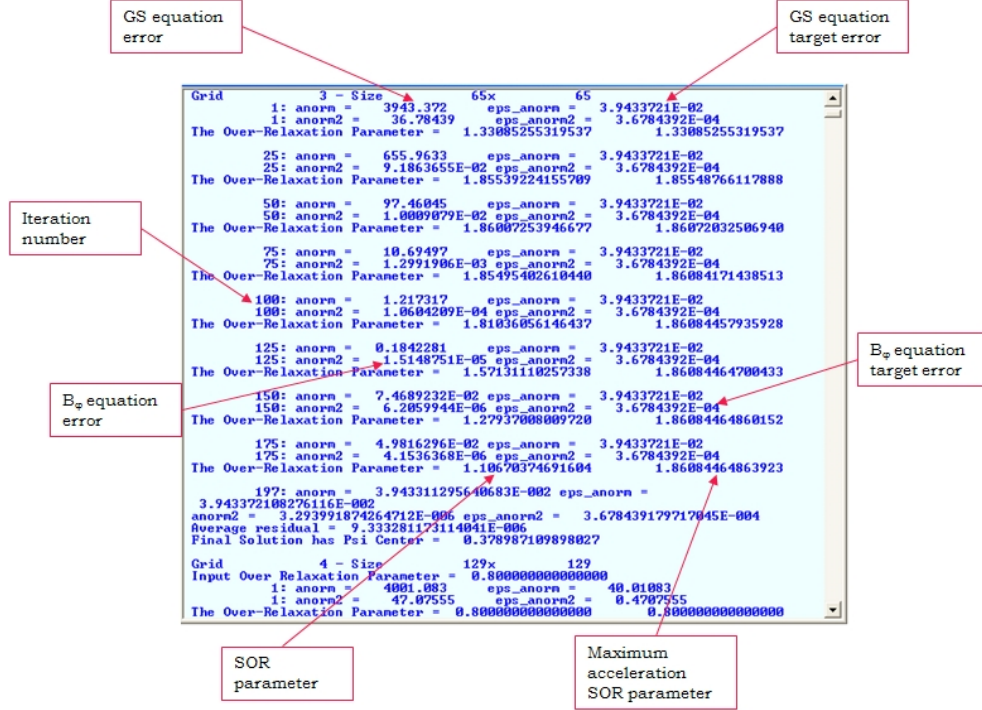 GS equation
error
GS equation
target error
Grid 3 - Size 65x 65
1: anorm = 3943.372 eps_anorm = 3.9433721E-02
1: anorm2 = 36.78439 eps_anorm2 = 3.6784392E-04
The Over-Relaxation Parameter = 1.33085255319537 1.33085255319537
25: anorm = 655.9633 eps_anorm = 3.9433721E-02
25: anorm2 = 9.1863655E-02 eps_anorm2 = 3.6784392E-04
The Over-Relaxation Parameter = 1.85539224155709 1.85548766117888
50: anorm = 97.46045 eps_anorm = 3.9433721E-02
50: anorm2 = 1.0009079E-02 eps_anorm2 = 3.6784392E-04
The Over-Relaxation Parameter = 1.86007253946677 1.86072032506940
Iteration
number
75: anorm = 10.69497 eps_anorm = 3.9433721E-02
75: anorm2 = 1.2991906E-03 eps_anorm2 = 3.6784392E-04
The Over-Relaxation Parameter = 1.85495402610440 1.86084171438513
100: anorm = 1.217317 eps_anorm = 3.9433721E-02
100: anorm2 = 1.0604209E-04 eps_anorm2 = 3.6784392E-04
The Over-Relaxation Parameter = 1.81036056146437 1.86084457935928
125: anorm = 0.1842281 eps_anorm = 3.9433721E-02
125: anorm2 = 1.5148751E-05 eps_anorm2 = 3.6784392E-04
The Over-Relaxation Parameter = 1.57131110257338 1.86084464700433
Bφ equation
target error
Bφ equation
error
150: anorm = 7.4689232E-02 eps_anorm = 3.9433721E-02
150: anorm2 = 6.2059944E-06 eps_anorm2 = 3.6784392E-04
The Over-Relaxation Parameter = 1.27937008009720 1.86084464860152
175: anorm = 4.9816296E-02 eps_anorm = 3.9433721E-02
175: anorm2 = 4.1536368E-06 eps_anorm2 = 3.6784392E-04
The Over-Relaxation Parameter = 1.10670374691604 1.86084464863923
197: anorm = 3.943311295640683E-002 eps_anorm =
3.943372108276116E-002
anorm2 = 3.293991874264712E-006 eps_anorm2 = 3.678439179717045E-004
Average residual = 9.333281173114041E-006
Final Solution has Psi Center = 0.378987109898027
Grid 4 - Size 129x 129
Input Over Relaxation Parameter = 0.800000000000000
1: anorm = 4001.083 eps_anorm = 40.01083
1: anorm2 = 47.07555 eps_anorm2 = 0.4707555
The Over-Relaxation Parameter = 0.800000000000000 0.800000000000000
SOR
parameter
Maximum
acceleration
SOR parameter